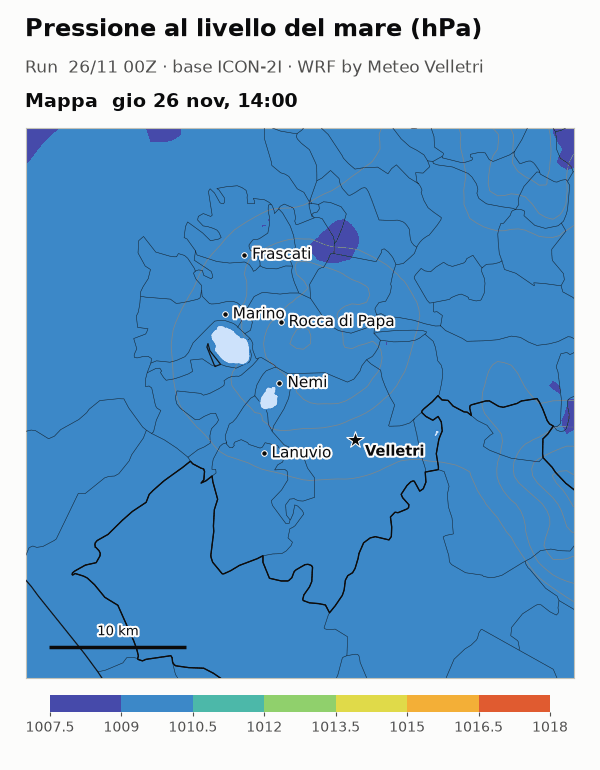 Pressione al livello del mare (hPa)
Run  26/11 00Z · base ICON-2I · WRF by Meteo Velletri
Mappa  gio 26 nov, 14:00
Frascati
Marino
Rocca di Papa
Nemi
Velletri
Lanuvio
10 km
1007.5 1009 1010.5 1012 1013.5 1015 1016.5 1018